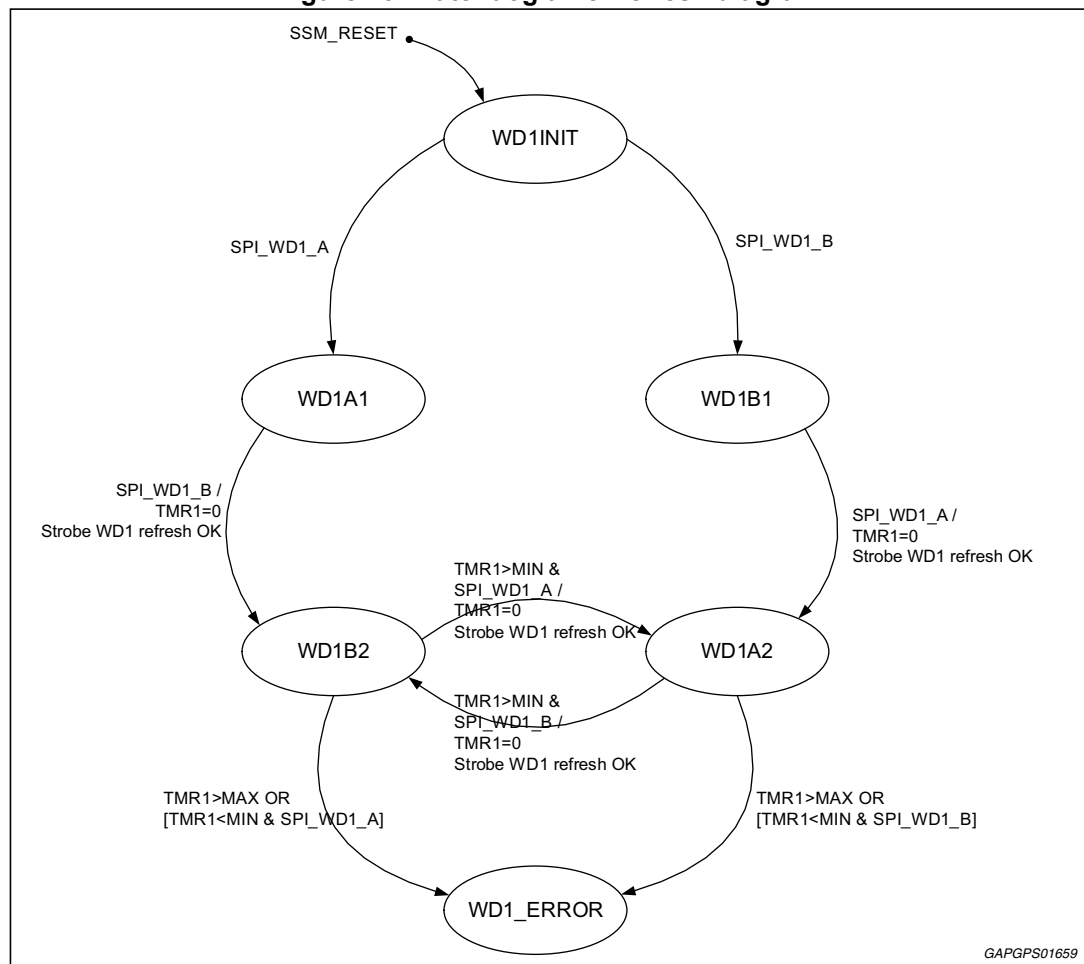 SSM_RESET
WD1INIT
SPI_WD1_A
SPI_WD1_B
WD1A1
WD1B1
SPI_WD1_B /
TMR1=0
Strobe WD1 refresh OK
SPI_WD1_A /
TMR1=0
Strobe WD1 refresh OK
TMR1>MIN &
SPI_WD1_A /
TMR1=0
Strobe WD1 refresh OK
WD1B2
WD1A2
TMR1>MIN &
SPI_WD1_B /
TMR1=0
Strobe WD1 refresh OK
TMR1>MAX OR
[TMR1<MIN & SPI_WD1_A]
TMR1>MAX OR
[TMR1<MIN & SPI_WD1_B]
WD1_ERROR
GAPGPS01659